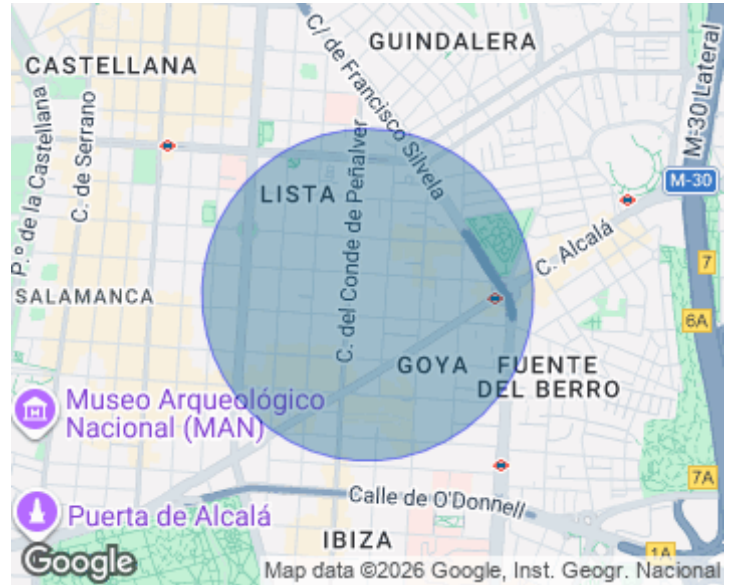 GUINDALERA
CASTELLANA
C/ de Francisco Silvela
M-30 Lateral
C. de Serrano
P.º de la Castellana
C. del Conde de Peñalver
LISTA
M-30
C. Alcalá
7
SALAMANCA
6A
GOYA
FUENTE
DEL BERRO
Museo Arqueológico
Nacional (MAN)
7A
Calle de O'Donnell
Puerta de Alcalá
IBIZA
1A
Google
Map data ©2026 Google, Inst. Geogr. Nacional